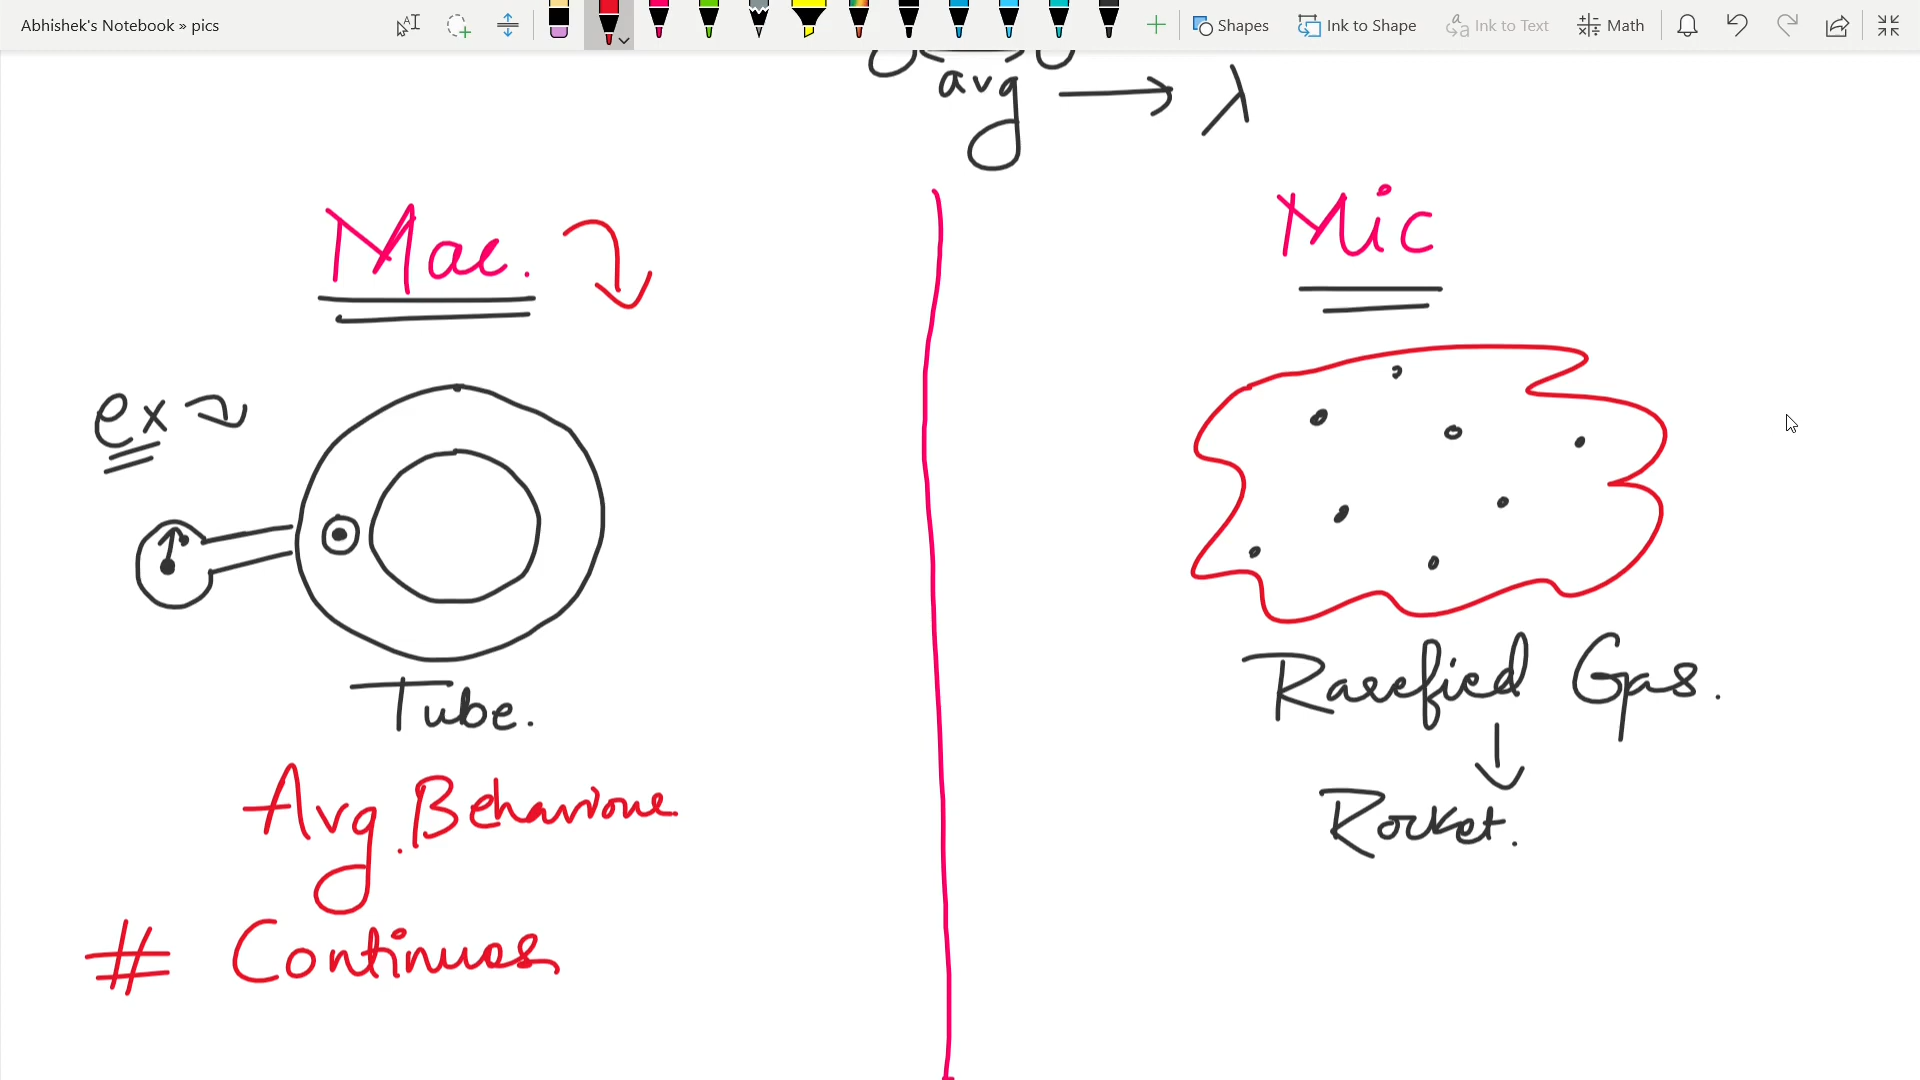 Abhishek's Notebook » pics
Shapes
Ink to Shape
Ink to Text
Math
avg → λ
Mac.
ex
Tube.
Avg. Behaviour
# Continuos
Mic
Rarefied Gas.
Rocket.